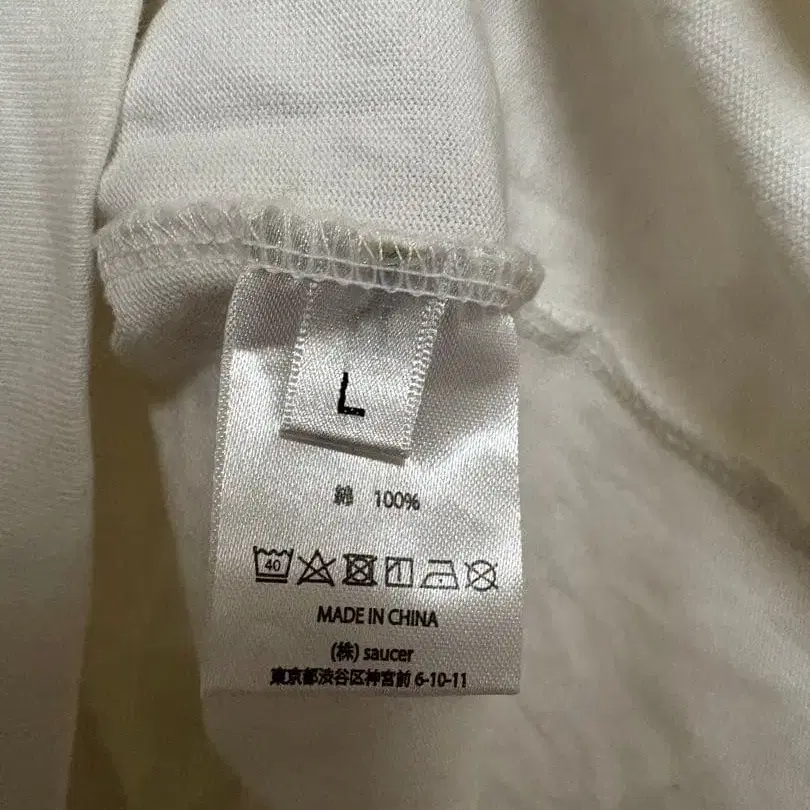 L
綿 100%
40
MADE IN CHINA
(株) saucer
東京都渋谷区神宮前 6-10-11